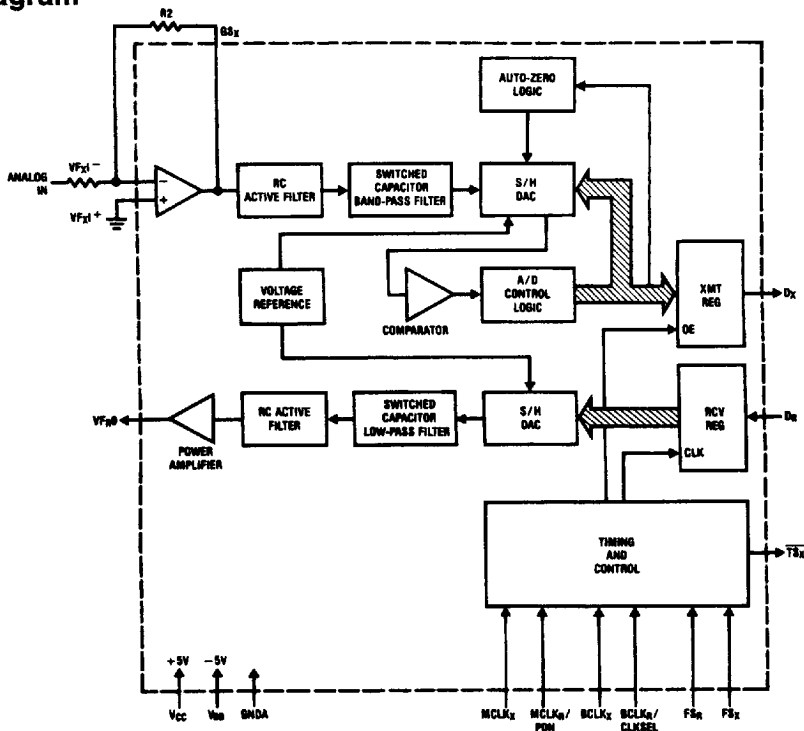 agram
R2
GSX
AUTO-ZERO
LOGIC
ANALOG
IN
VFXI−
−
+
VFXI+
RC
ACTIVE FILTER
SWITCHED
CAPACITOR
BAND-PASS FILTER
S/H
DAC
VOLTAGE
REFERENCE
COMPARATOR
A/D
CONTROL
LOGIC
XMT
REG
OE
DX
VFRO
POWER
AMPLIFIER
RC ACTIVE
FILTER
SWITCHED
CAPACITOR
LOW-PASS FILTER
S/H
DAC
RCV
REG
CLK
DR
TIMING
AND
CONTROL
TSX
+5V
−5V
VCC
VBB
GNDA
MCLKX
MCLKR/
PDN
BCLKX
BCLKR/
CLKSEL
FSR
FSX